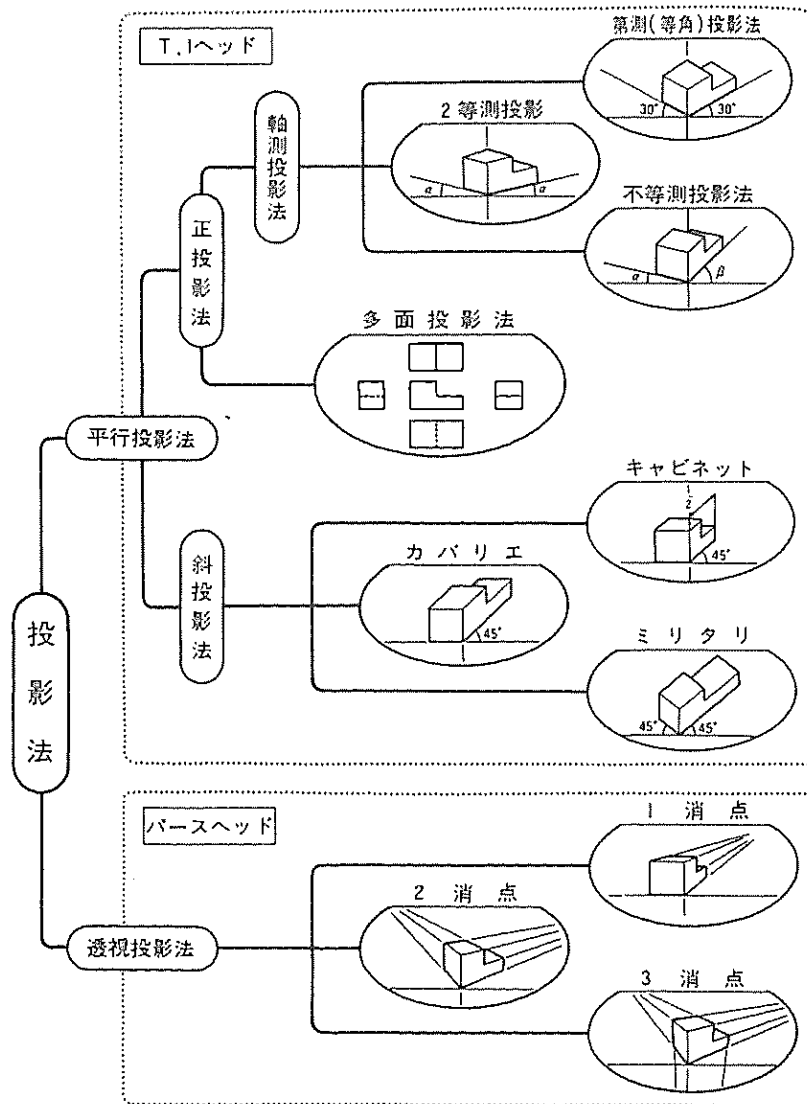 T.Iヘッド
第測(等角)投影法
30°
30°
2等測投影
α
α
軸測投影法
不等測投影法
α
β
正投影法
多面投影法
平行投影法
キャビネット
45°
カバリエ
45°
斜投影法
ミリタリ
45°
45°
投影法
パースヘッド
1消点
2消点
透視投影法
3消点